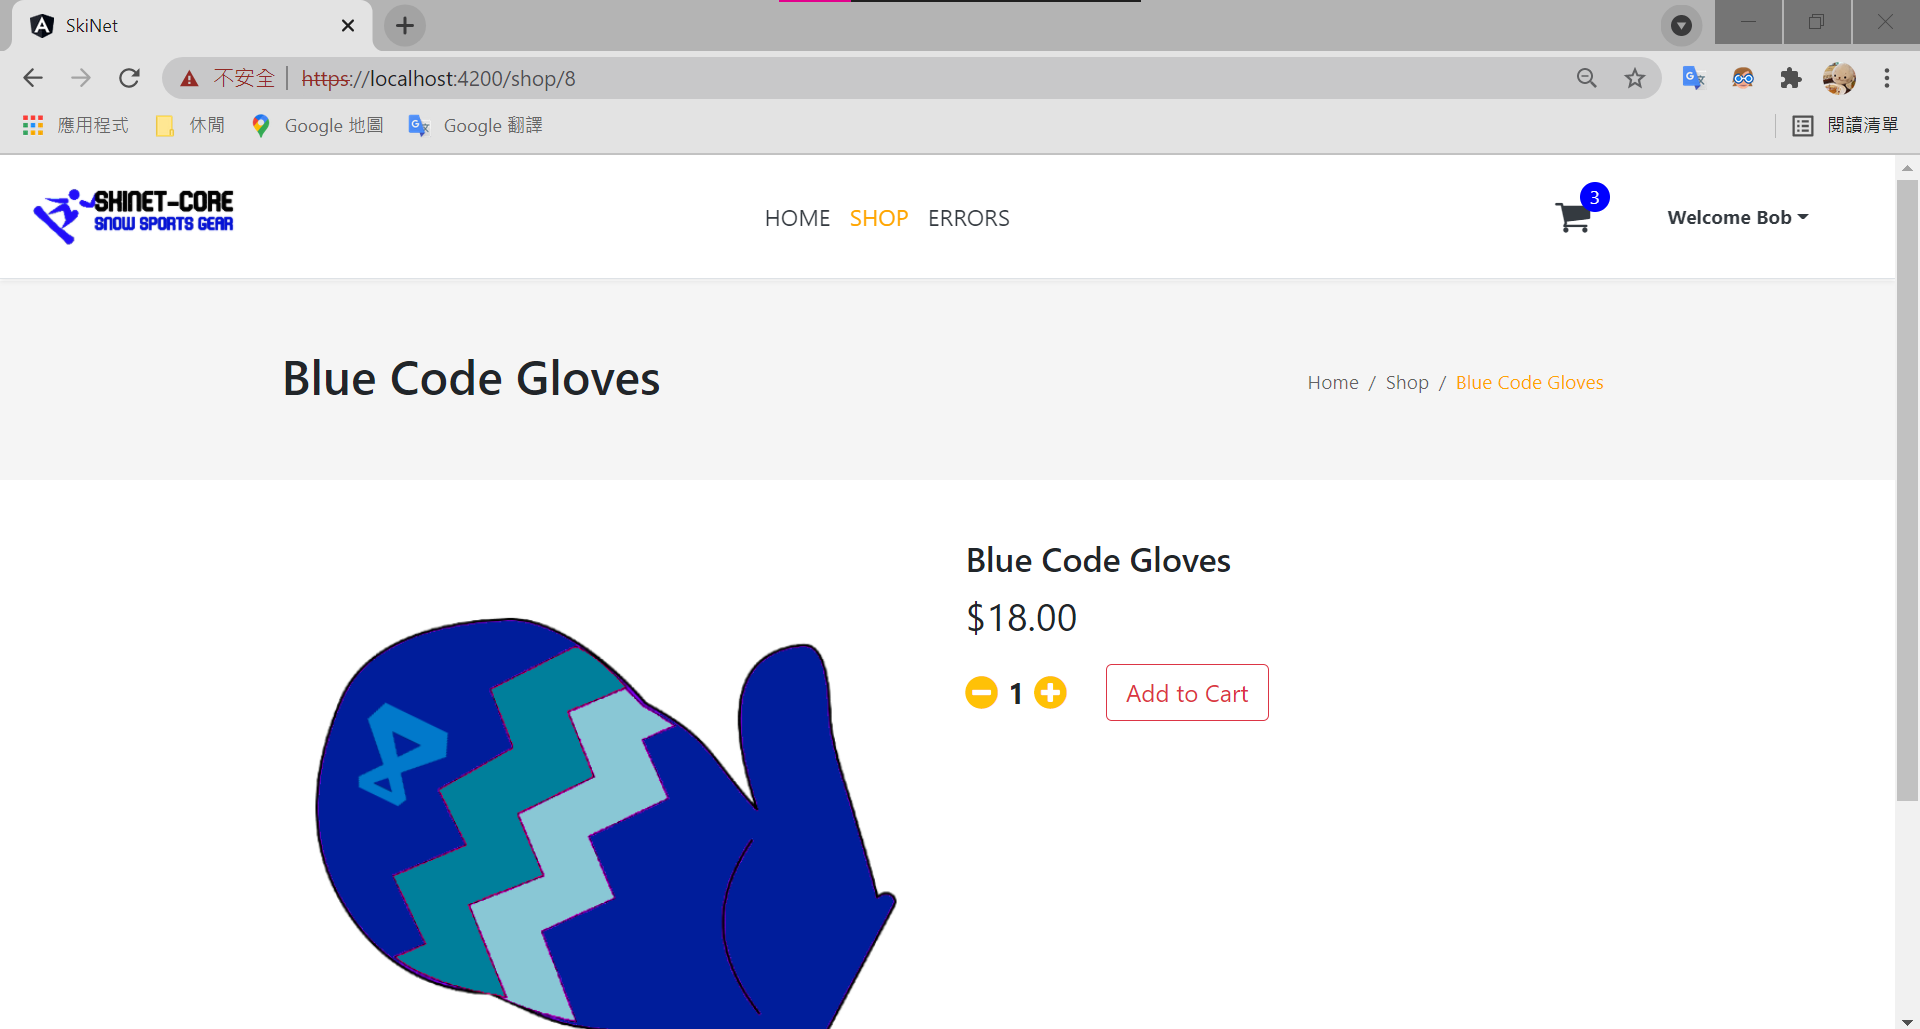 SkiNet
不安全 https://localhost:4200/shop/8
應用程式 休閒 Google 地圖 Google 翻譯 閱讀清單
SKINET-CORE
SNOW SPORTS GEAR
HOME SHOP ERRORS
3
Welcome Bob
Blue Code Gloves
Home / Shop / Blue Code Gloves
Blue Code Gloves
$18.00
1 Add to Cart